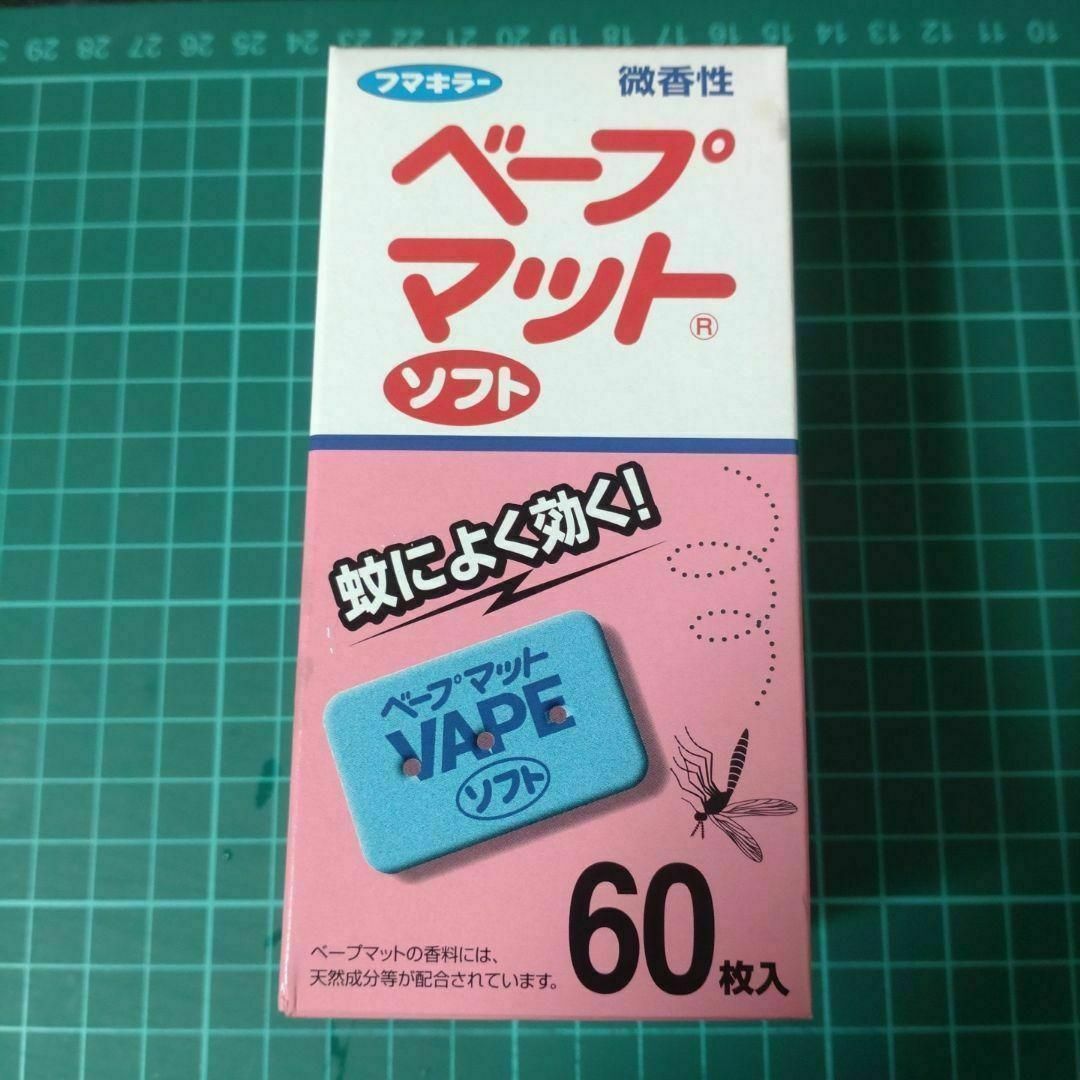 29 28 27 26 25 24 23 22 21 20 19 18 17 16 15 14 13 12 11 10
フマキラー
微香性
ベープ
マット®
ソフト
蚊によく効く!
ベープマット
VAPE
ソフト
60枚入
ベープマットの香料には、
天然成分等が配合されています。